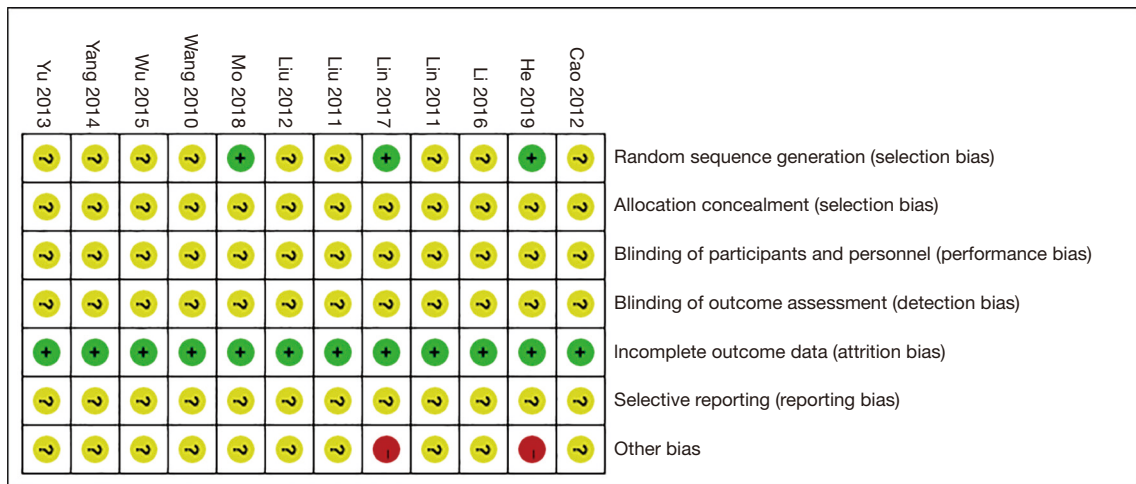 Yu 2013
Yang 2014
Wu 2015
Wang 2010
Mo 2018
Liu 2012
Liu 2011
Lin 2017
Lin 2011
Li 2016
He 2019
Cao 2012
? ? ? ? + ? ? + ? ? + ? Random sequence generation (selection bias)
? ? ? ? ? ? ? ? ? ? ? ? Allocation concealment (selection bias)
? ? ? ? ? ? ? ? ? ? ? ? Blinding of participants and personnel (performance bias)
? ? ? ? ? ? ? ? ? ? ? ? Blinding of outcome assessment (detection bias)
+ + + + + + + + + + + + Incomplete outcome data (attrition bias)
? ? ? ? ? ? ? ? ? ? ? ? Selective reporting (reporting bias)
? ? ? ? ? ? ? – ? ? – ? Other bias